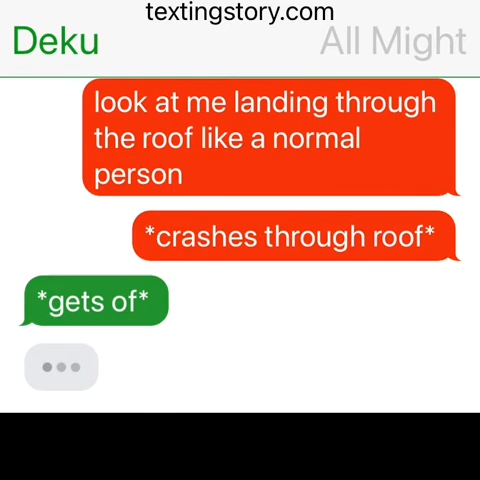 textingstory.com
Deku
All Might
look at me landing through
the roof like a normal
person
*crashes through roof*
*gets of*